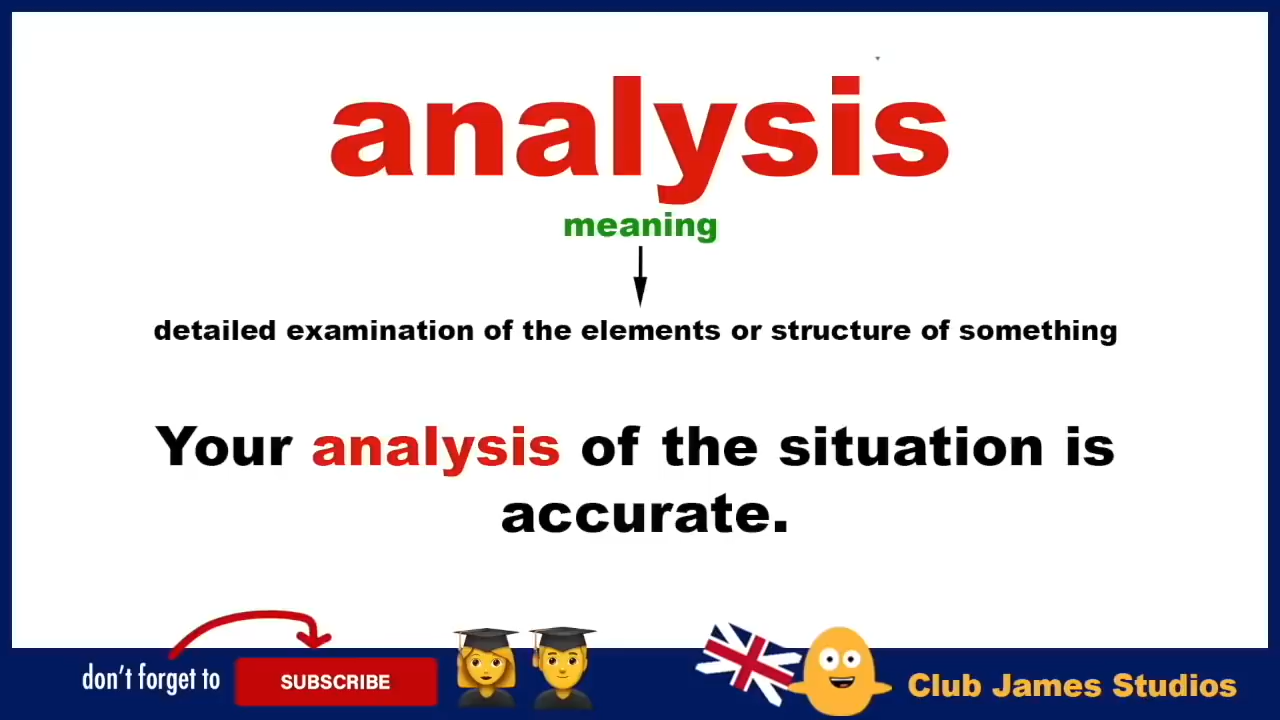 analysis
meaning
detailed examination of the elements or structure of something
Your analysis of the situation is
accurate.
don't forget to
SUBSCRIBE
Club James Studios